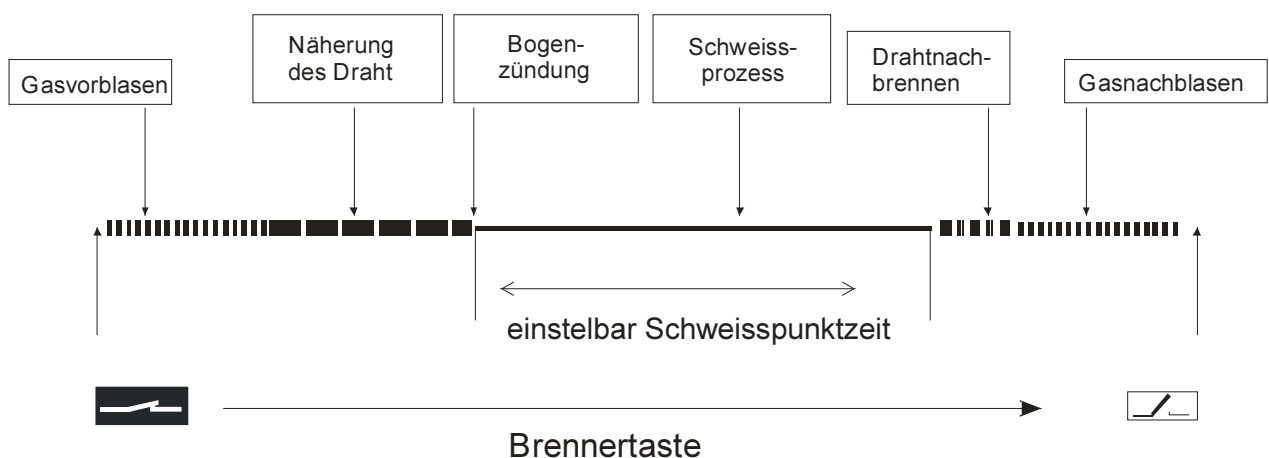 Gasvorblasen
Näherung
des Draht
Bogen-
zündung
Schweiss-
prozess
Drahtnach-
brennen
Gasnachblasen
einstelbar Schweisspunktzeit
Brennertaste